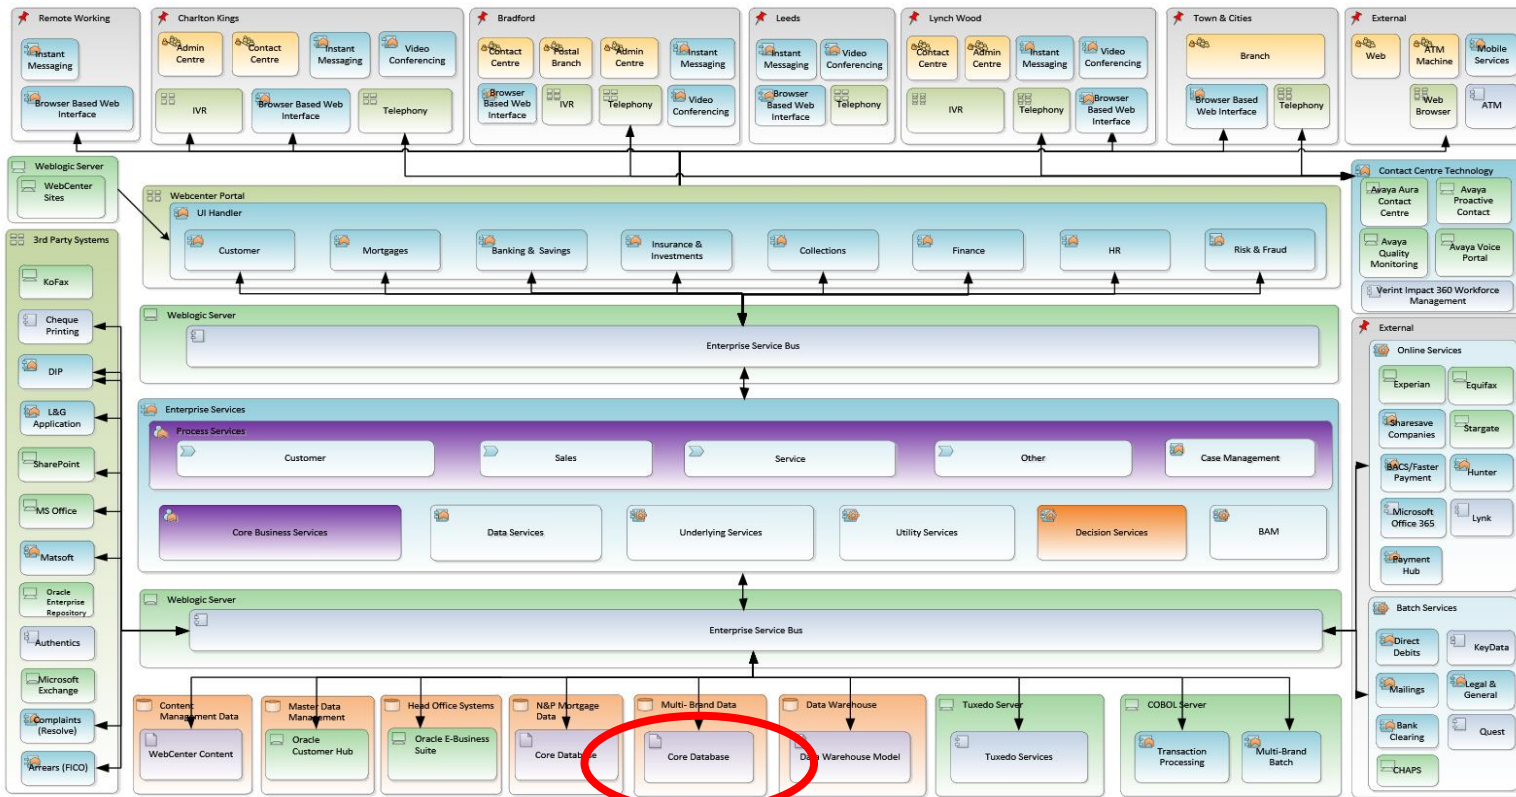 Remote Working
Instant
Messaging
Browser Based Web
Interface
Charlton Kings
Admin
Centre
Contact
Centre
Instant
Messaging
Video
Conferencing
IVR
Browser Based Web
Interface
Telephony
Bradford
Contact
Centre
Postal
Branch
Admin
Centre
Instant
Messaging
Browser
Based Web
Interface
IVR
Telephony
Video
Conferencing
Leeds
Instant
Messaging
Video
Conferencing
Browser
Based Web
Interface
Telephony
Lynch Wood
Contact
Centre
Admin
Centre
Instant
Messaging
Video
Conferencing
IVR
Telephony
Browser
Based Web
Interface
Town & Cities
Branch
Browser Based Web
Web Interface
Telephony
External
Web
ATM
Machine
Mobile
Services
Web
Browser
ATM
Weblogic Server
WebCenter
Sites
Webcenter Portal
UI Handler
Customer
Mortgages
Banking & Savings
Insurance &
Investments
Collections
Finance
HR
Risk & Fraud
Contact Centre Technology
Avaya Aura
Contact
Centre
Avaya
Proactive
Contact
Avaya
Quality
Monitoring
Avaya Voice
Portal
Verint Impact 360 Workforce
Management
3rd Party Systems
KoFax
Cheque
Printing
DIP
L&G
Application
SharePoint
MS Office
Matsoft
Oracle
Enterprise
Repository
Authentics
Microsoft
Exchange
Complaints
(Resolve)
Arrears (FICO)
Weblogic Server
Enterprise Service Bus
Enterprise Services
Process Services
Customer
Sales
Service
Other
Case Management
Core Business Services
Data Services
Underlying Services
Utility Services
Decision Services
BAM
Weblogic Server
Enterprise Service Bus
External
Online Services
Experian
Equifax
Sharesave
Companies
Stargate
BACS/Faster
Payment
Hunter
Microsoft
Office 365
Lynk
Payment
Hub
Batch Services
Direct
Debits
KeyData
Mailings
Legal &
General
Bank
Clearing
Quest
CHAPS
Content
Management Data
WebCenter Content
Master Data
Management
Oracle
Customer Hub
Head Office Systems
Oracle E-Business
Suite
N&P Mortgage
Data
Core Database
Multi- Brand Data
Core Database
Data Warehouse
Data Warehouse Model
Tuxedo Server
Tuxedo Services
COBOL Server
Transaction
Processing
Multi-Brand
Batch